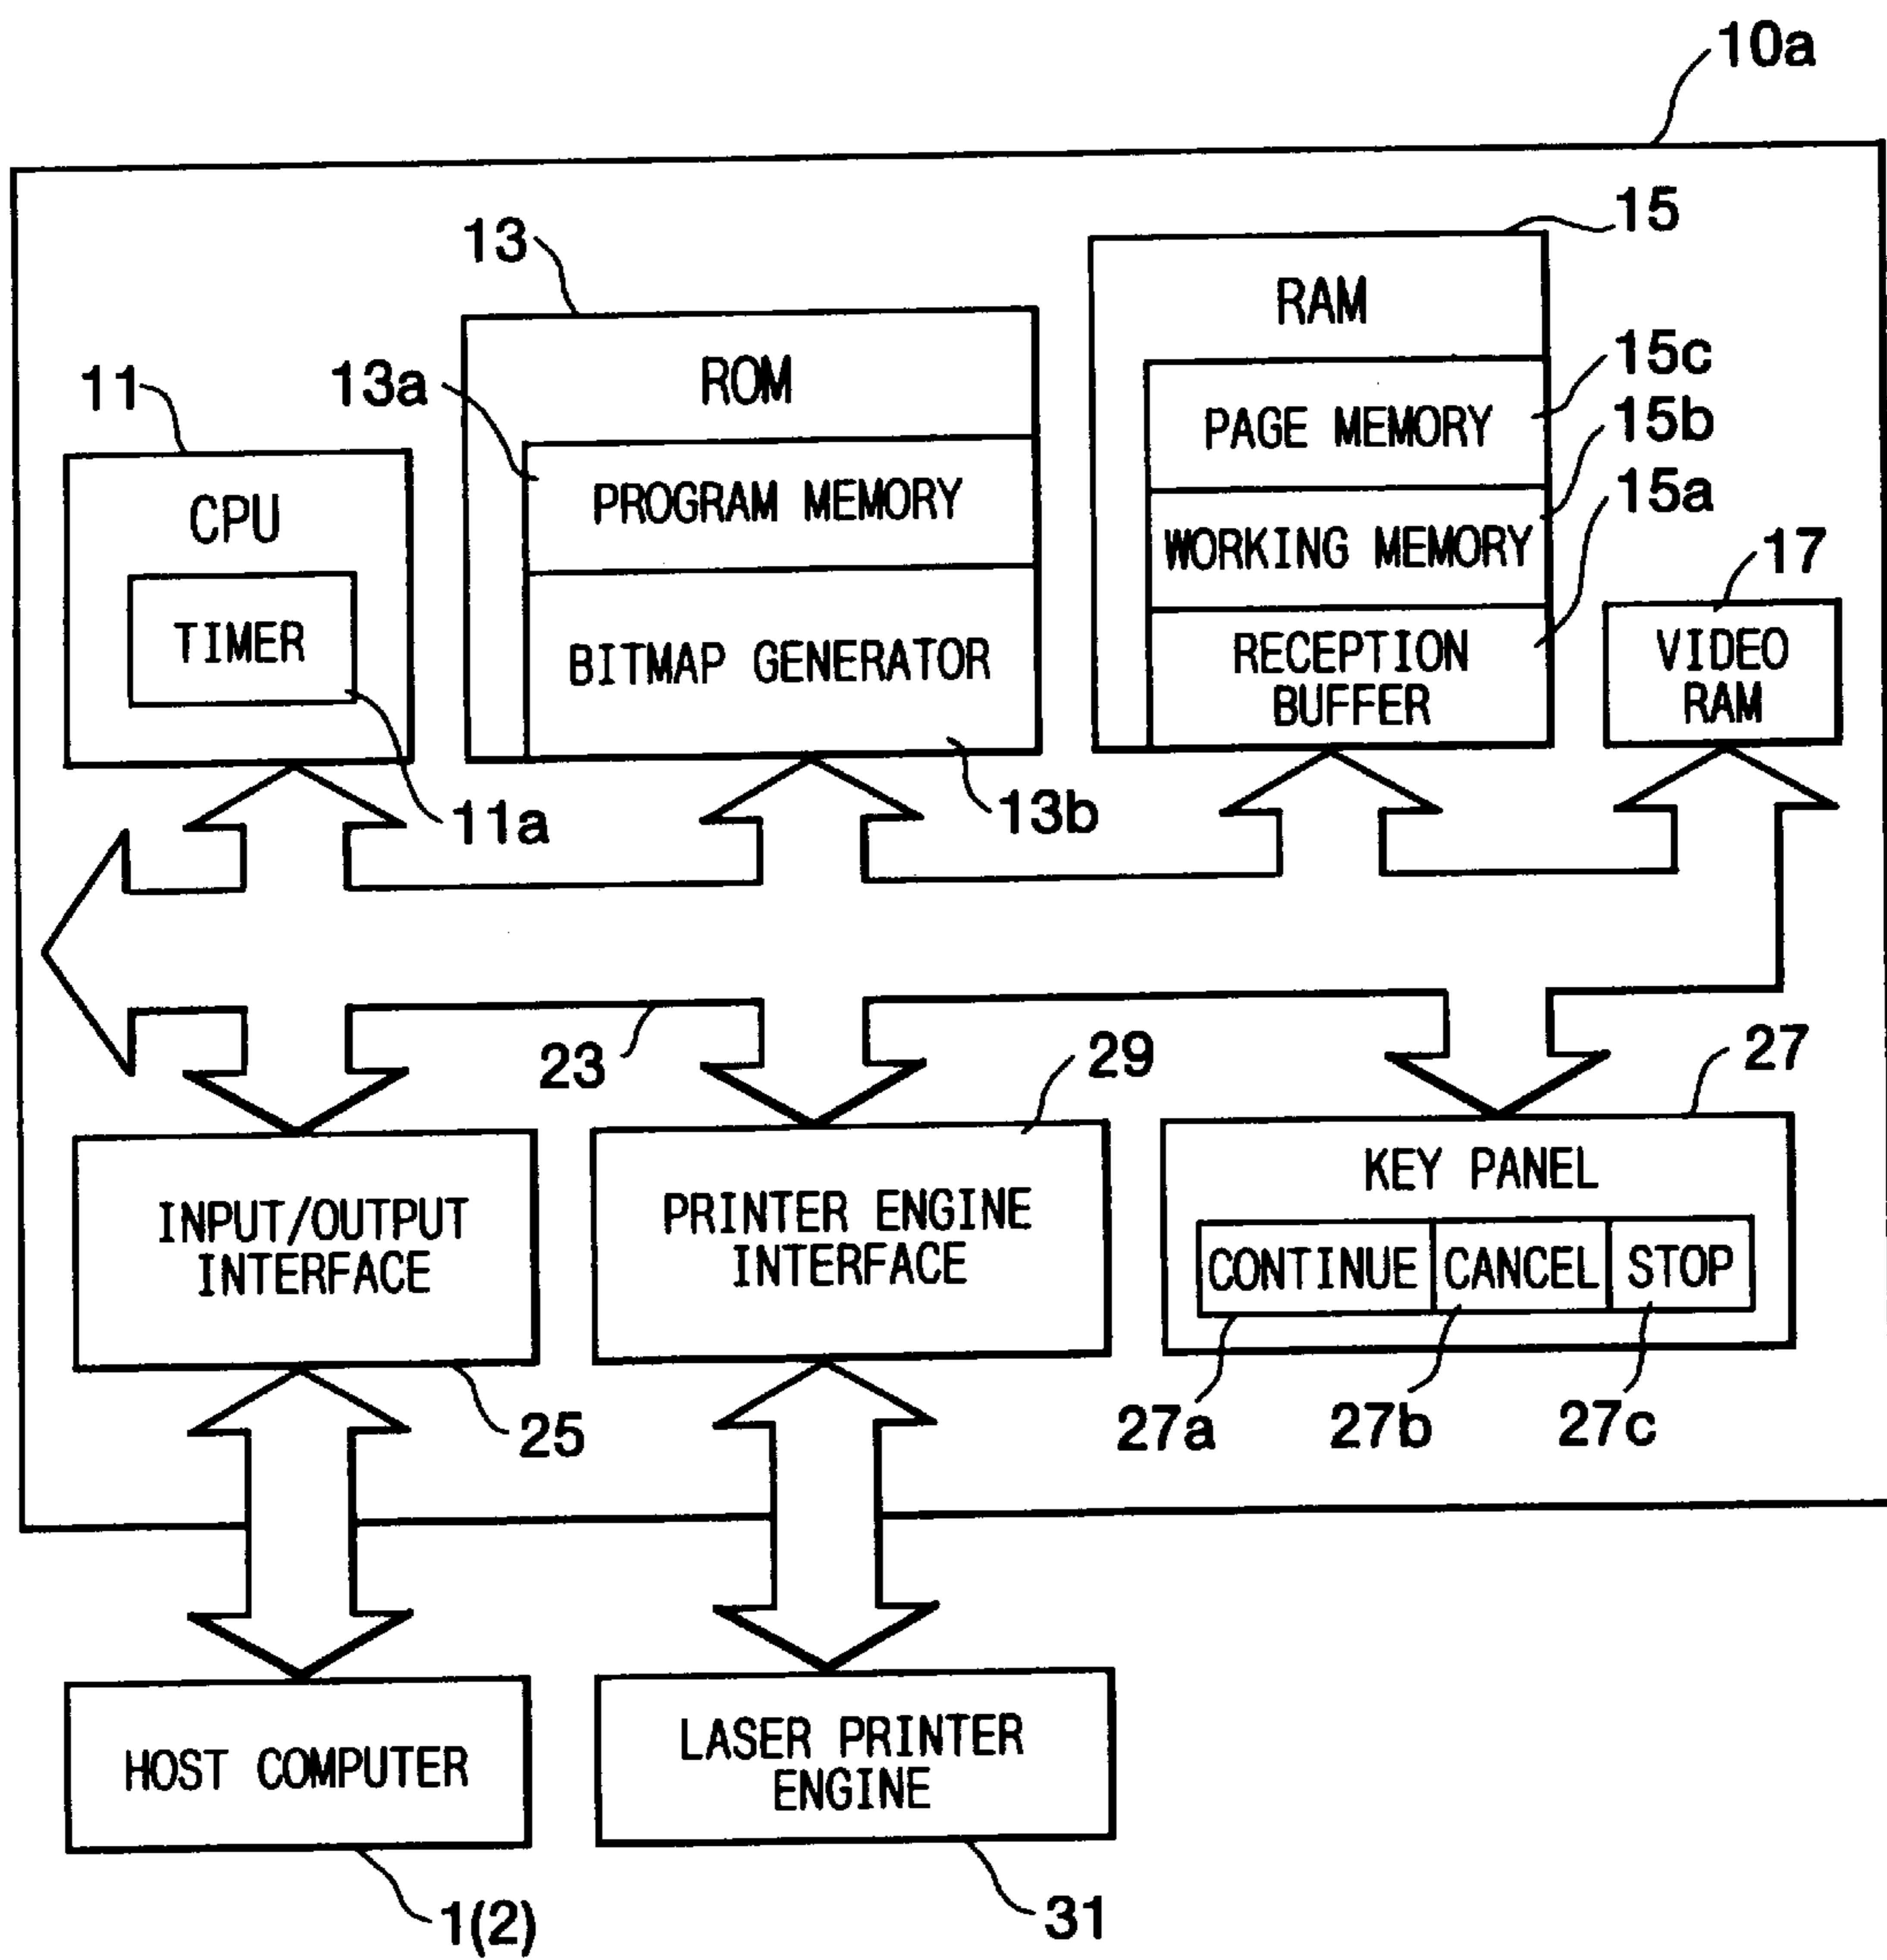 10a
13
15
RAM
ROM
11
13a
15c
PAGE MEMORY
15b
CPU
PROGRAM MEMORY
15a
WORKING MEMORY
17
TIMER
BITMAP GENERATOR
RECEPTION
BUFFER
VIDEO
RAM
11a
13b
23
29
27
INPUT/OUTPUT
INTERFACE
PRINTER ENGINE
INTERFACE
KEY PANEL
CONTINUE
CANCEL
STOP
25
27a
27b
27c
HOST COMPUTER
LASER PRINTER
ENGINE
1(2)
31